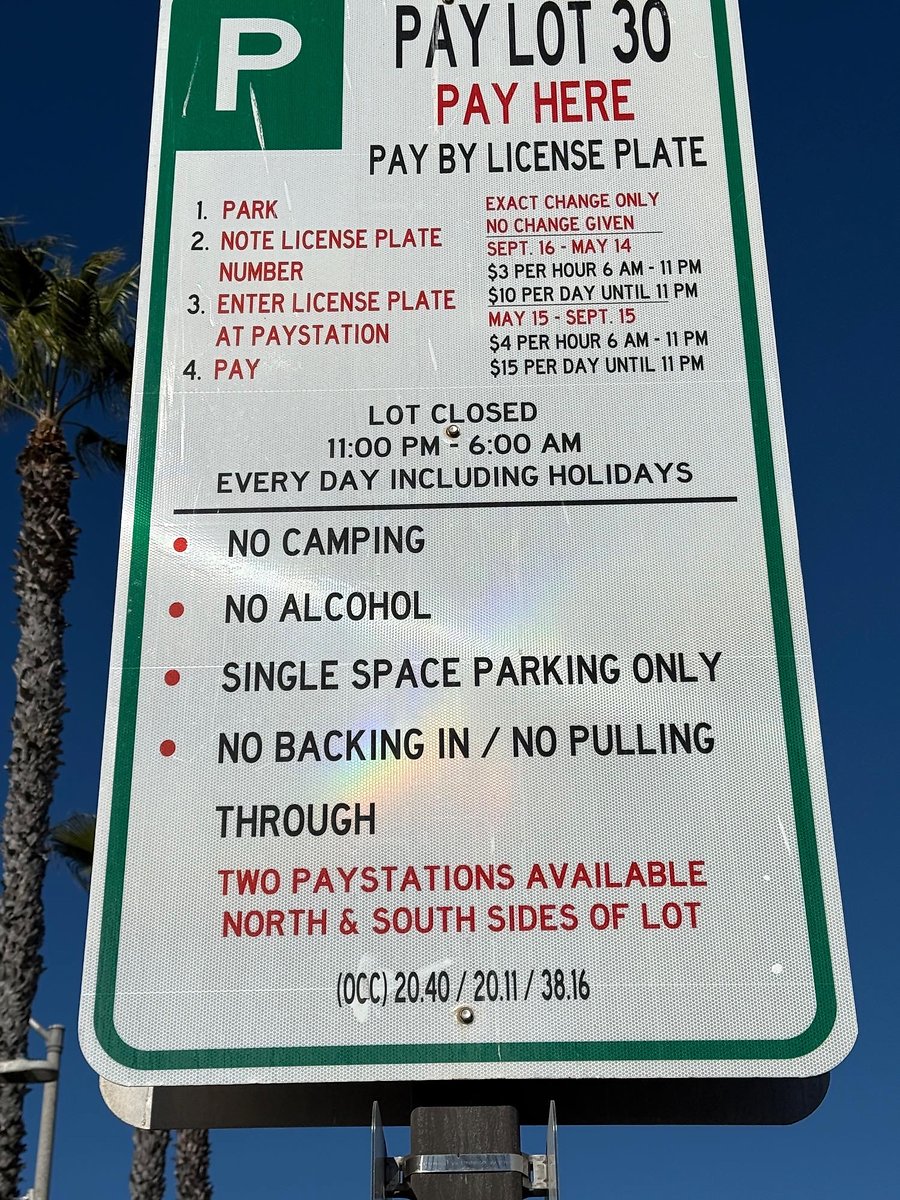 P
PAY LOT 30
PAY HERE
PAY BY LICENSE PLATE
1. PARK
2. NOTE LICENSE PLATE
NUMBER
3. ENTER LICENSE PLATE
AT PAYSTATION
4. PAY
EXACT CHANGE ONLY
NO CHANGE GIVEN
SEPT. 16 - MAY 14
$3 PER HOUR 6 AM - 11 PM
$10 PER DAY UNTIL 11 PM
MAY 15 - SEPT. 15
$4 PER HOUR 6 AM - 11 PM
$15 PER DAY UNTIL 11 PM
LOT CLOSED
11:00 PM - 6:00 AM
EVERY DAY INCLUDING HOLIDAYS
• NO CAMPING
• NO ALCOHOL
• SINGLE SPACE PARKING ONLY
• NO BACKING IN / NO PULLING
THROUGH
TWO PAYSTATIONS AVAILABLE
NORTH & SOUTH SIDES OF LOT
(OCC) 20.40 / 20.11 / 38.16